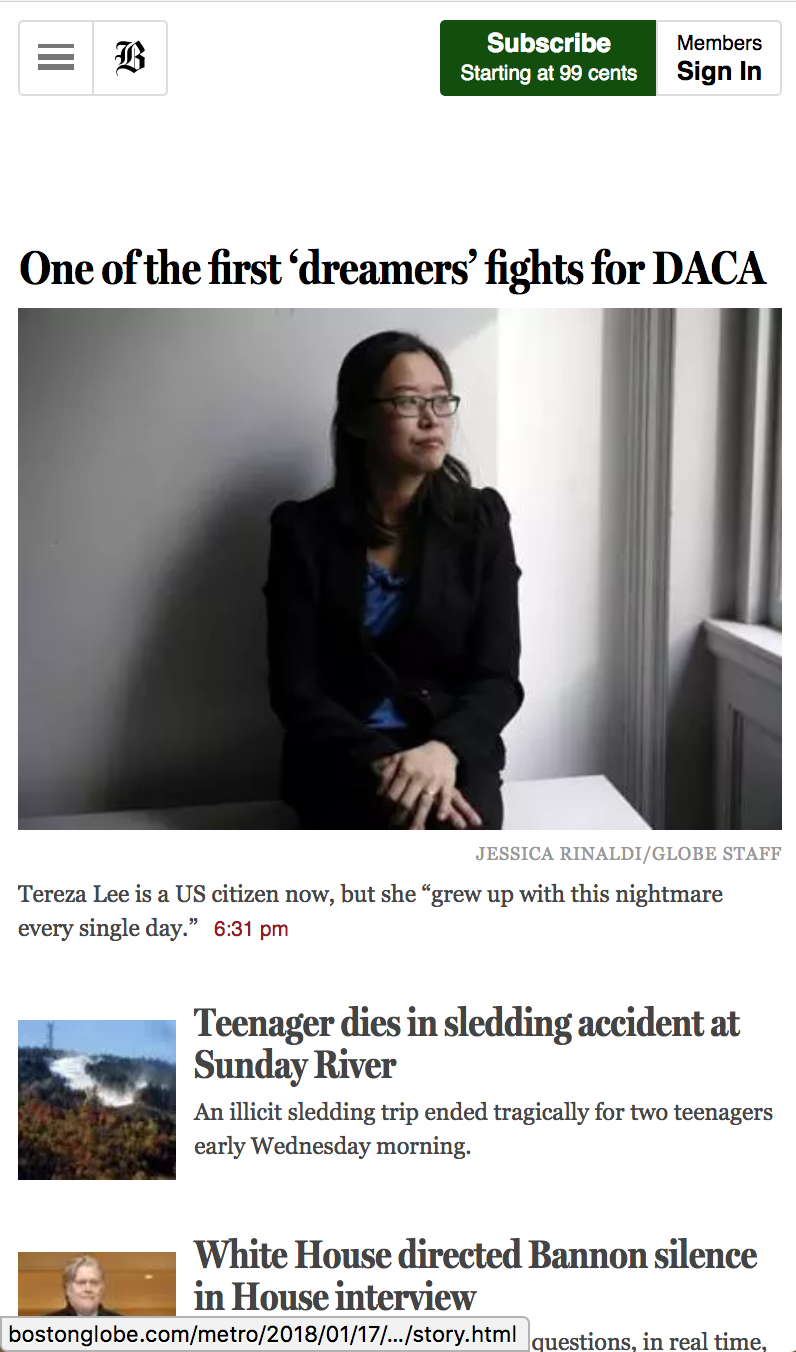 B
Subscribe
Starting at 99 cents
Members
Sign In
One of the first ‘dreamers’ fights for DACA
JESSICA RINALDI/GLOBE STAFF
Tereza Lee is a US citizen now, but she “grew up with this nightmare
every single day.” 6:31 pm
Teenager dies in sledding accident at
Sunday River
An illicit sledding trip ended tragically for two teenagers
early Wednesday morning.
White House directed Bannon silence
in House interview
questions, in real time,
bostonglobe.com/metro/2018/01/17/.../story.html